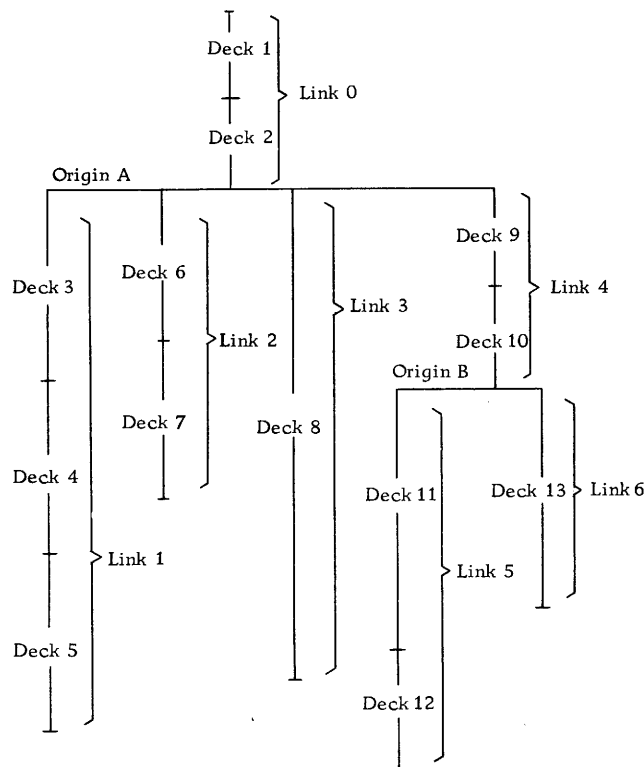 Deck 1
Link 0
Deck 2
Origin A
Deck 9
Deck 6
Deck 3
Link 4
Link 3
Link 2
Deck 10
Origin B
Deck 7
Deck 8
Deck 4
Deck 11
Deck 13
Link 6
Link 1
Link 5
Deck 5
Deck 12